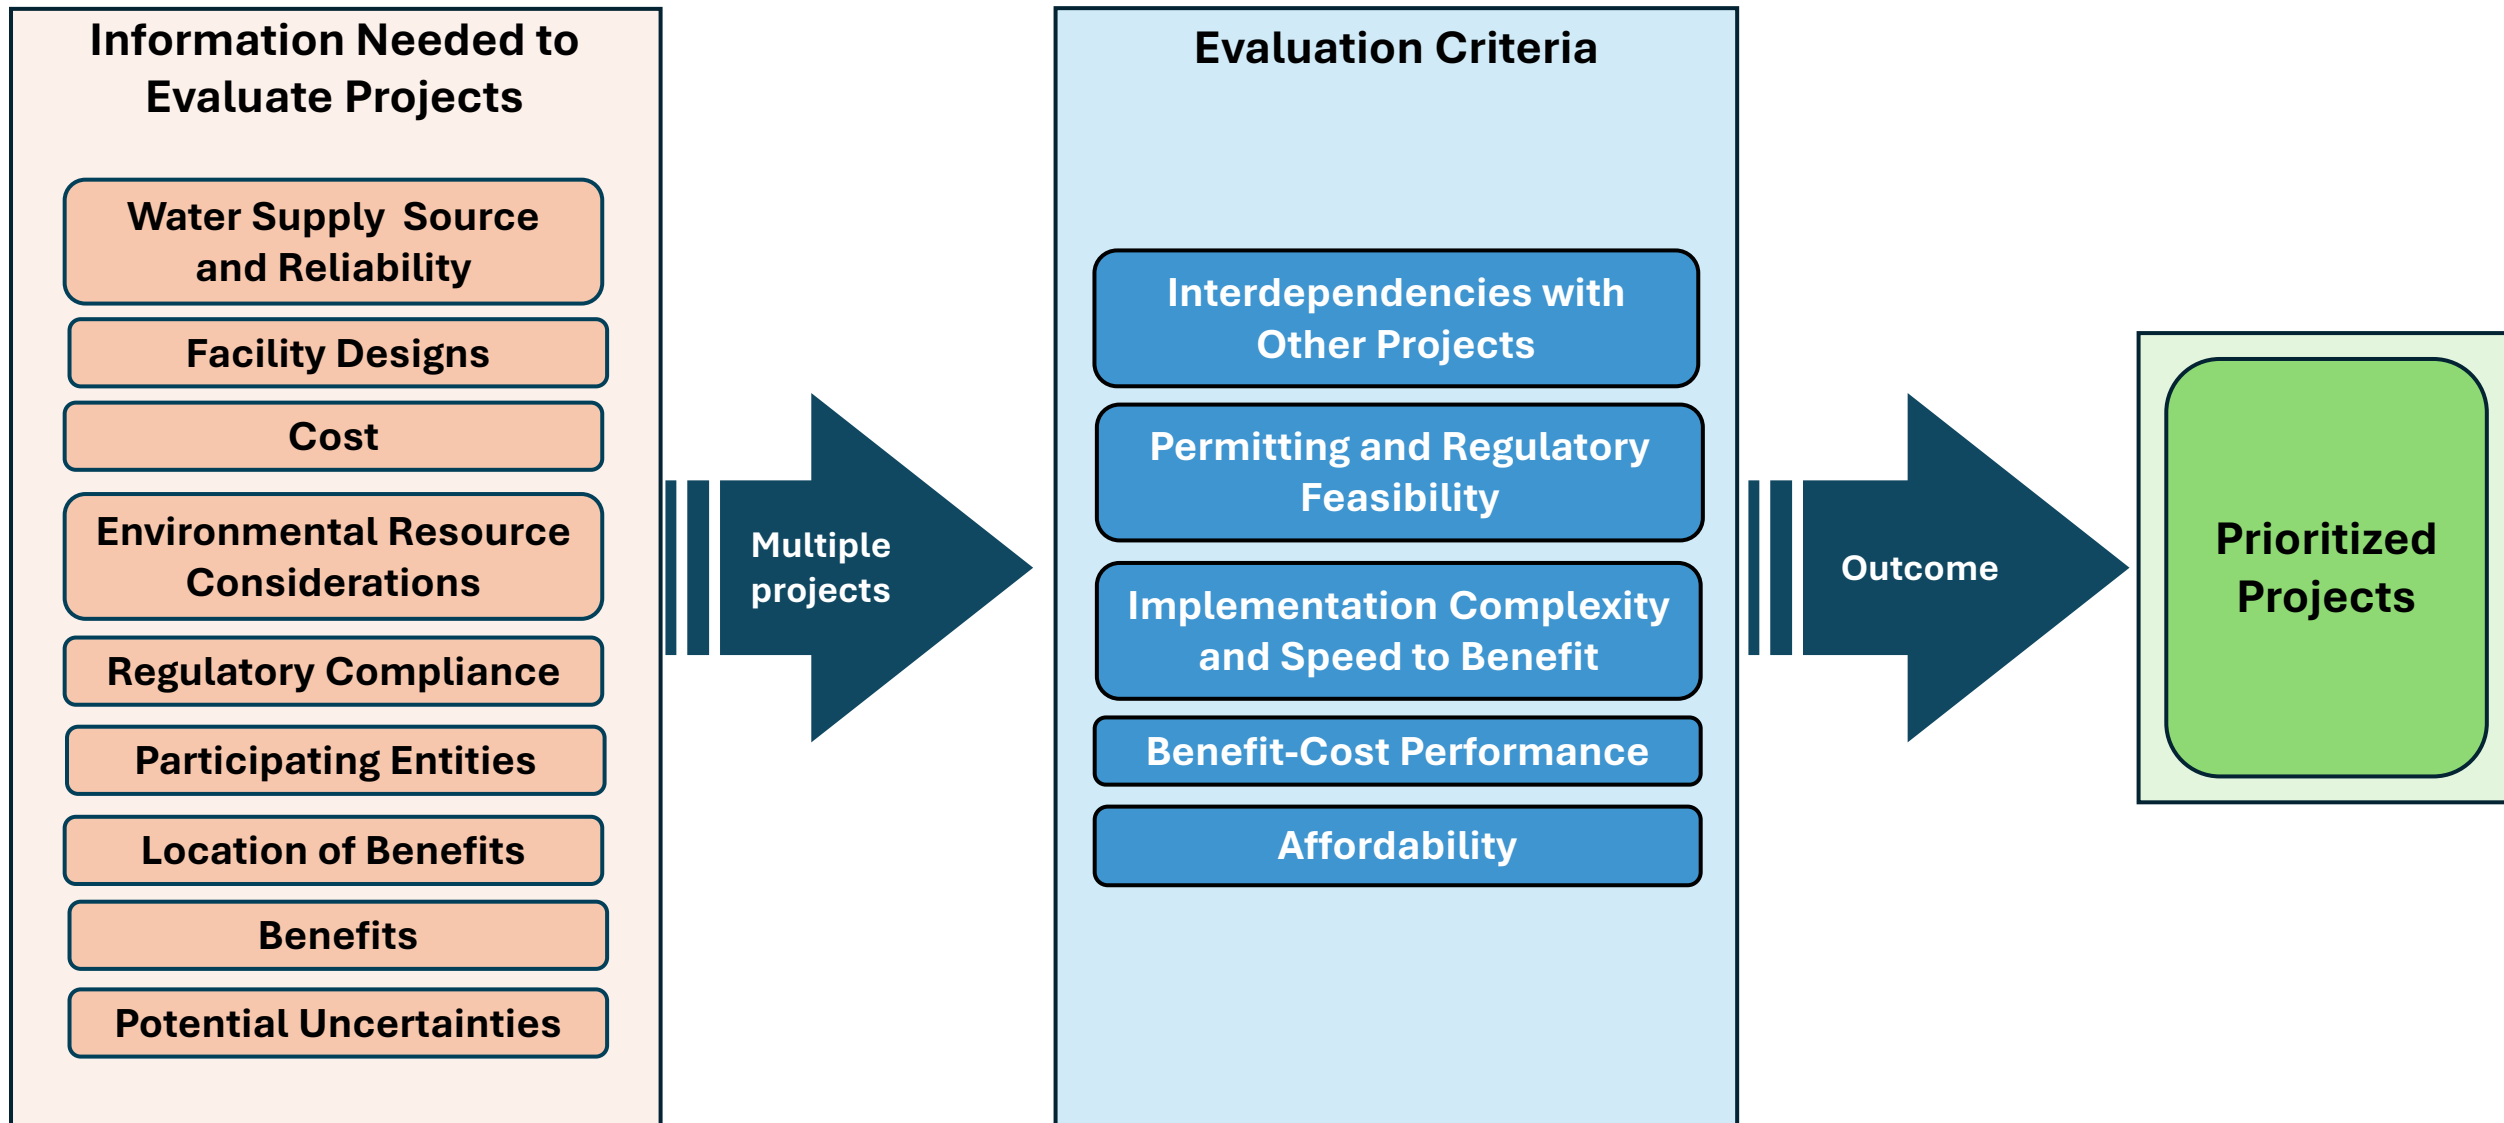 Information Needed to
Evaluate Projects
Water Supply  Source
and Reliability
Facility Designs
Cost
Environmental Resource
Considerations
Regulatory Compliance
Participating Entities
Location of Benefits
Benefits
Potential Uncertainties
Multiple
projects
Evaluation Criteria
Interdependencies with
Other Projects
Permitting and Regulatory
Feasibility
Implementation Complexity
and Speed to Benefit
Benefit-Cost Performance
Affordability
Outcome
Prioritized
Projects